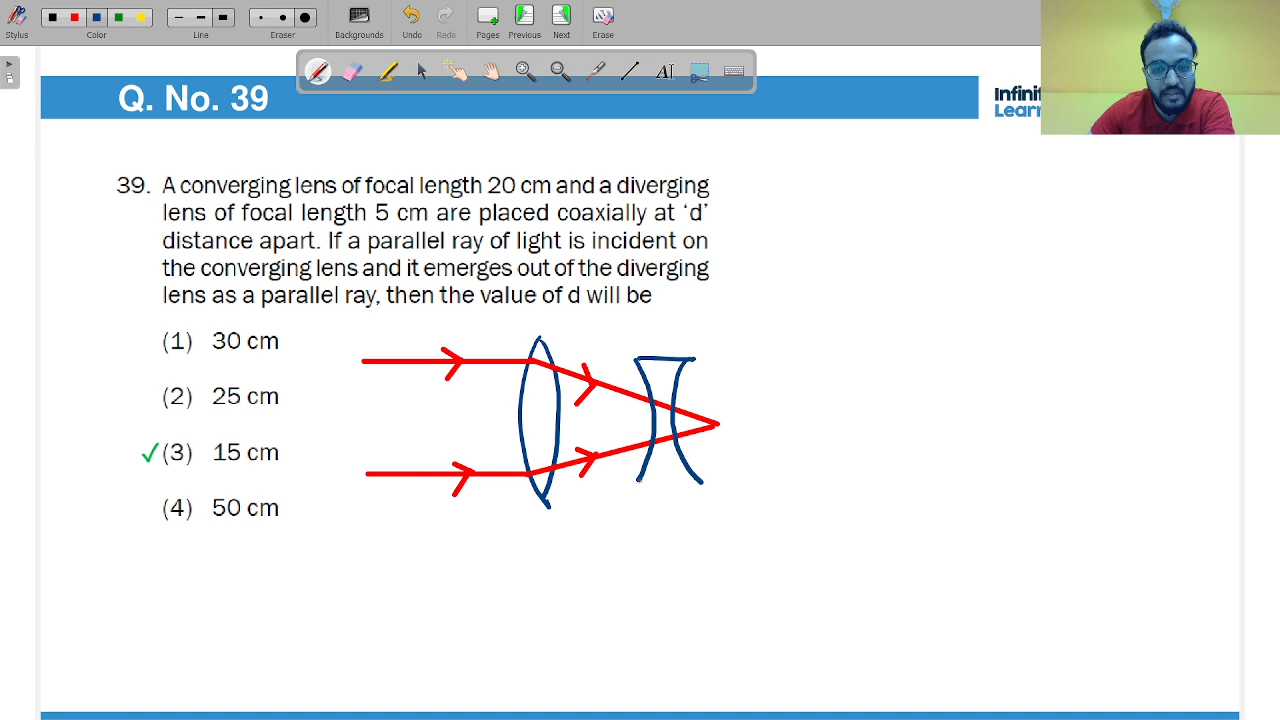 Stylus
Color
Line
Eraser
Backgrounds
Undo
Redo
Pages
Previous
Next
Erase
Q. No. 39
39. A converging lens of focal length 20 cm and a diverging
lens of focal length 5 cm are placed coaxially at ‘d’
distance apart. If a parallel ray of light is incident on
the converging lens and it emerges out of the diverging
lens as a parallel ray, then the value of d will be
(1) 30 cm
(2) 25 cm
✓(3) 15 cm
(4) 50 cm